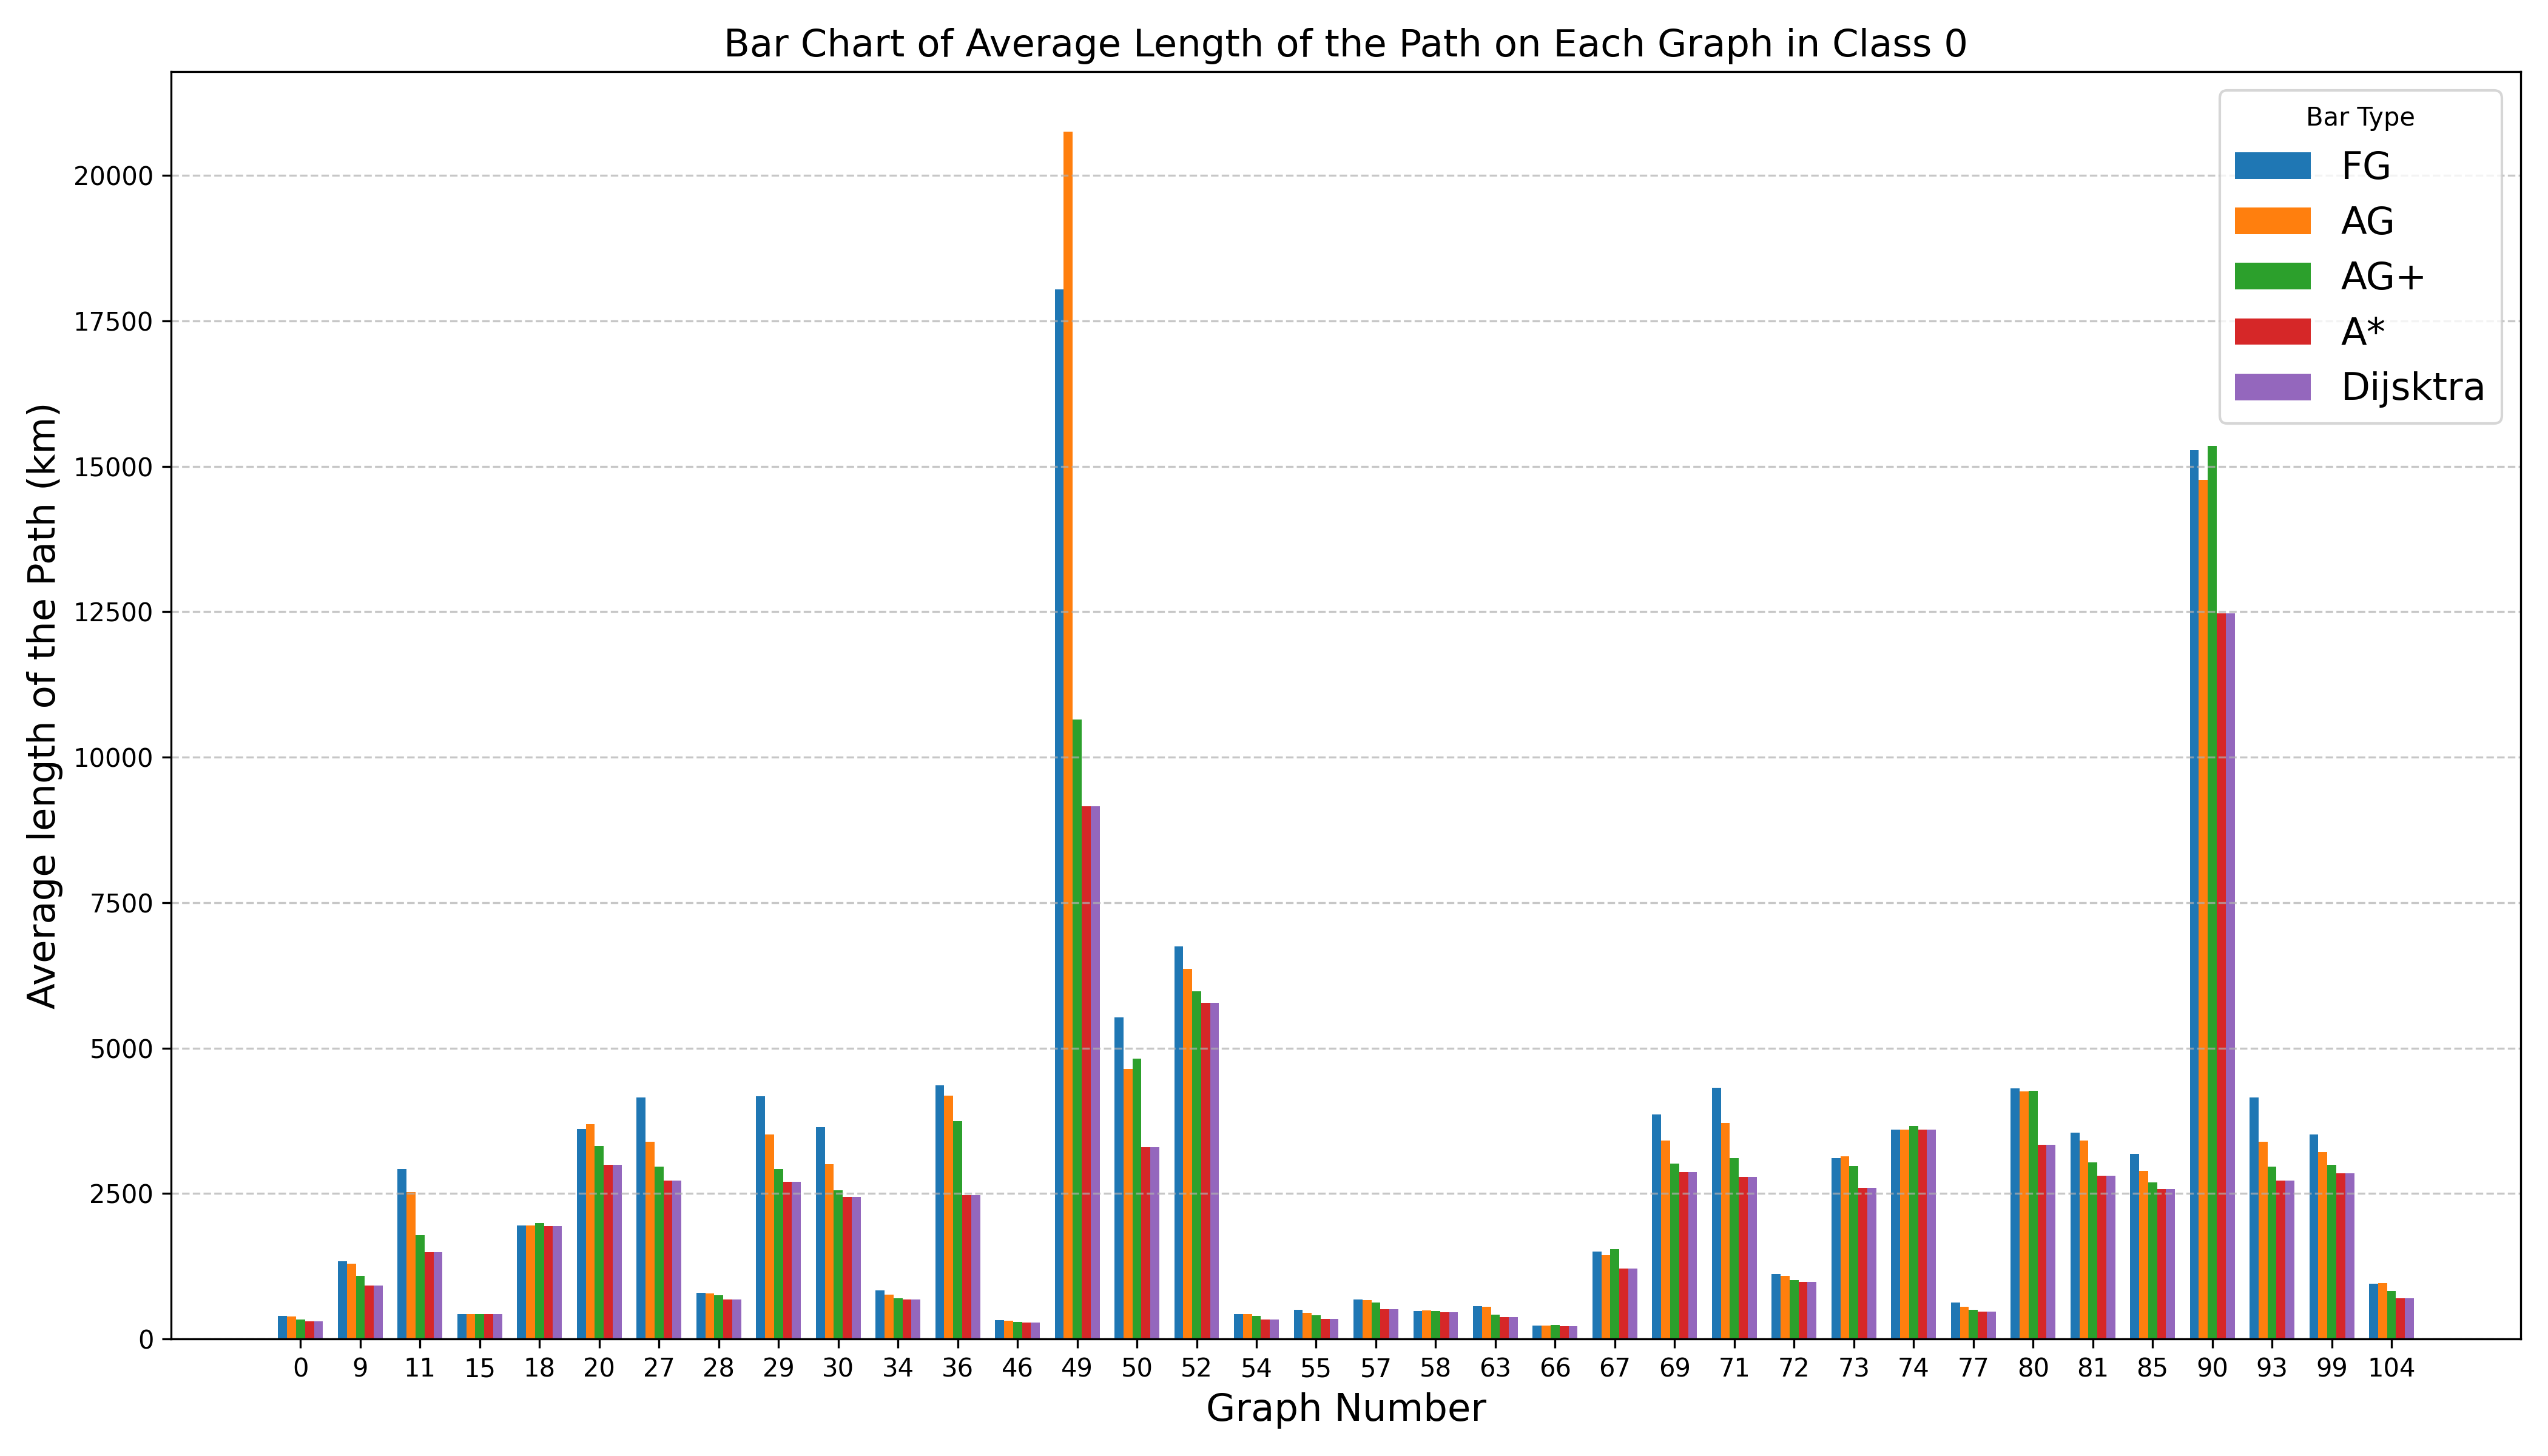 Bar Chart of Average Length of the Path on Each Graph in Class 0
Average length of the Path (km)
20000
17500
15000
12500
10000
7500
5000
2500
0
Bar Type
FG
AG
AG+
A*
Dijsktra
0 9 11 15 18 20 27 28 29 30 34 36 46 49 50 52 54 55 57 58 63 66 67 69 71 72 73 74 77 80 81 85 90 93 99 104
Graph Number